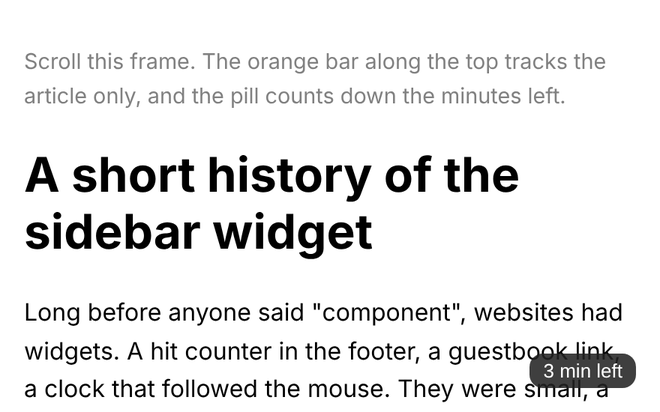 Scroll this frame. The orange bar along the top tracks the
article only, and the pill counts down the minutes left.
A short history of the
sidebar widget
Long before anyone said "component", websites had
widgets. A hit counter in the footer, a guestbook link,
a clock that followed the mouse. They were small, a
3 min left